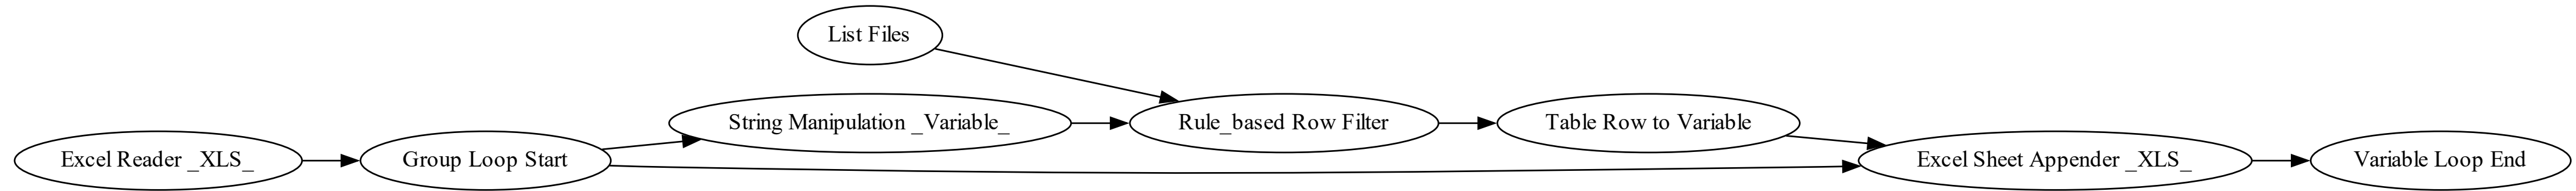 List Files
String Manipulation _Variable_
Rule_based Row Filter
Table Row to Variable
Excel Reader _XLS_
Group Loop Start
Excel Sheet Appender _XLS_
Variable Loop End